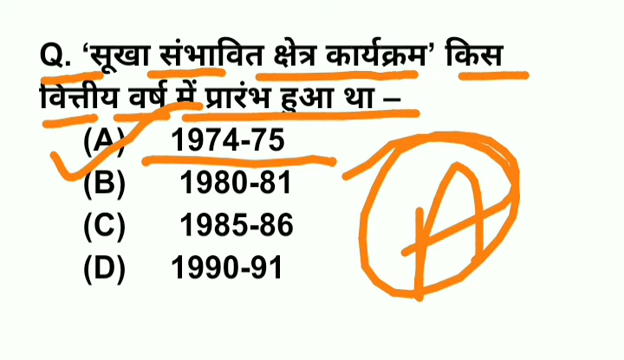 Q. ‘सूखा संभावित क्षेत्र कार्यक्रम’ किस
वित्तीय वर्ष में प्रारंभ हुआ था –
(A) 1974-75
(B) 1980-81
(C) 1985-86
(D) 1990-91
A